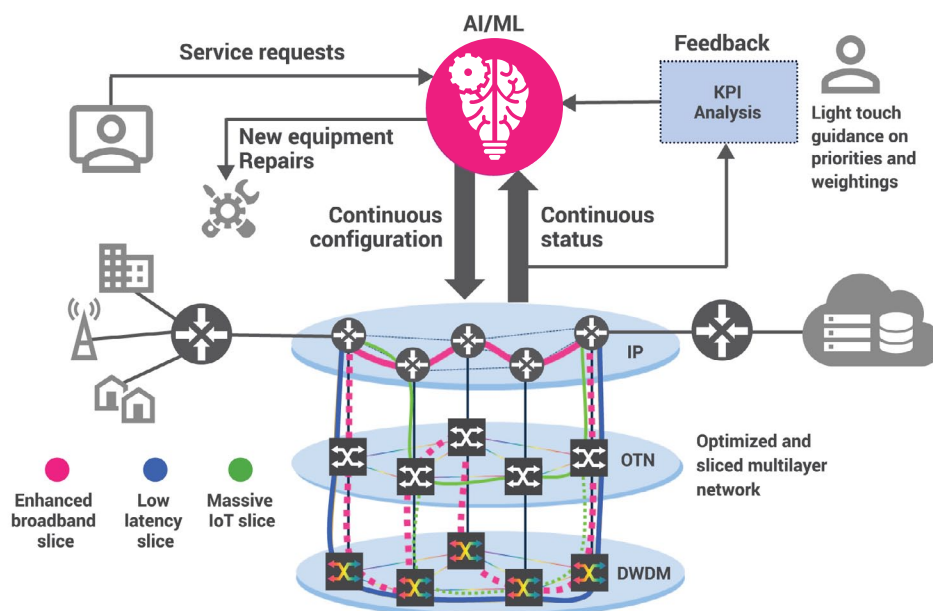 AI/ML
Service requests
Feedback
KPI
Analysis
Light touch
guidance on
priorities and
weightings
New equipment
Repairs
Continuous
configuration
Continuous
status
IP
OTN
DWDM
Optimized and
sliced multilayer
network
Enhanced
broadband
slice
Low
latency
slice
Massive
IoT slice